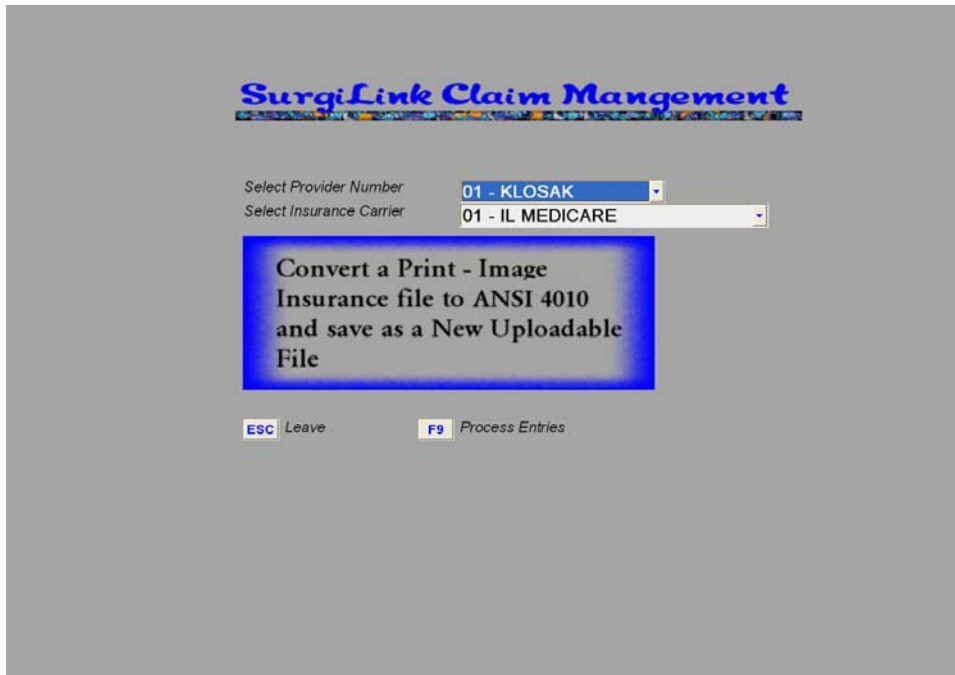 SurgiLink Claim Mangement
Select Provider Number 01 - KLOSAK
Select Insurance Carrier 01 - IL MEDICARE
Convert a Print - Image
Insurance file to ANSI 4010
and save as a New Uploadable
File
ESC Leave F9 Process Entries